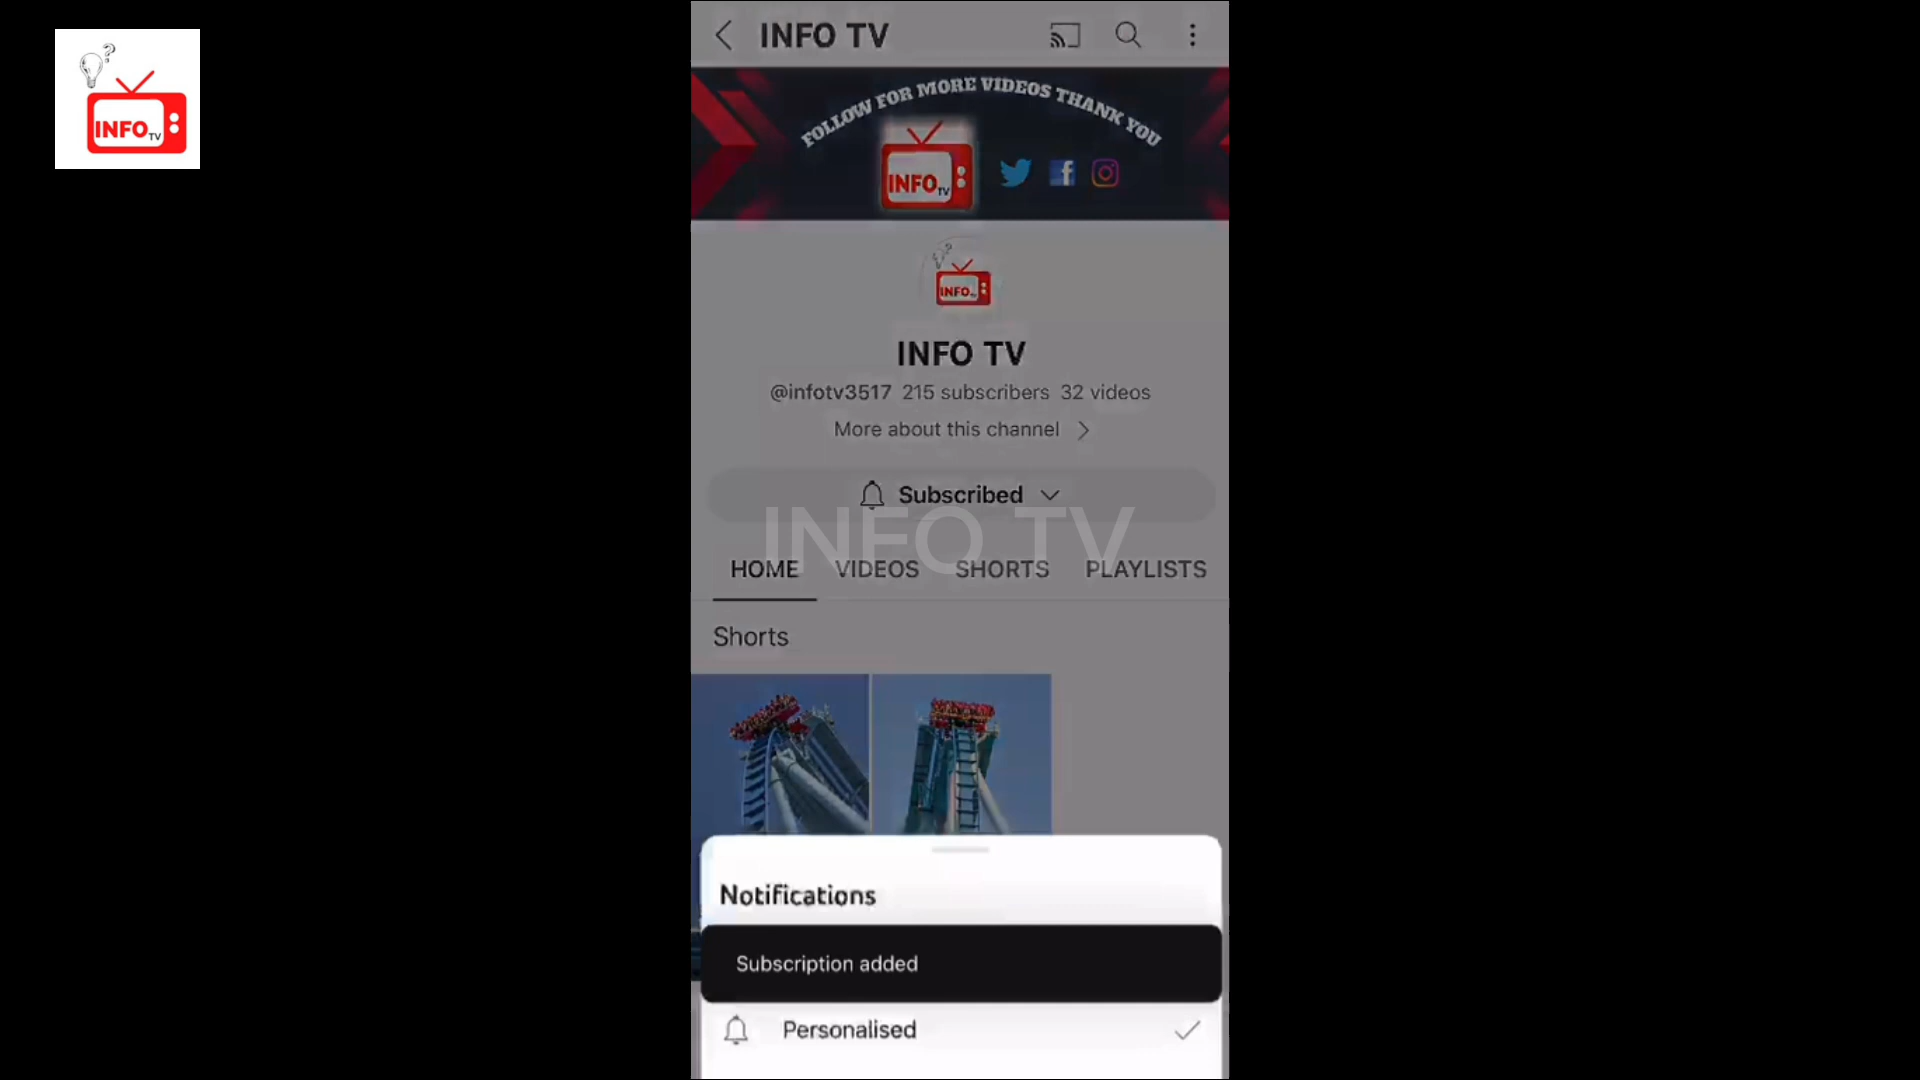 ?
INFO TV
INFO TV
FOLLOW FOR MORE VIDEOS THANK YOU
INFO TV
INFO TV
INFO TV
@infotv3517 215 subscribers 32 videos
More about this channel
Subscribed
INFO TV
HOME VIDEOS SHORTS PLAYLISTS
Shorts
Notifications
Subscription added
Personalised